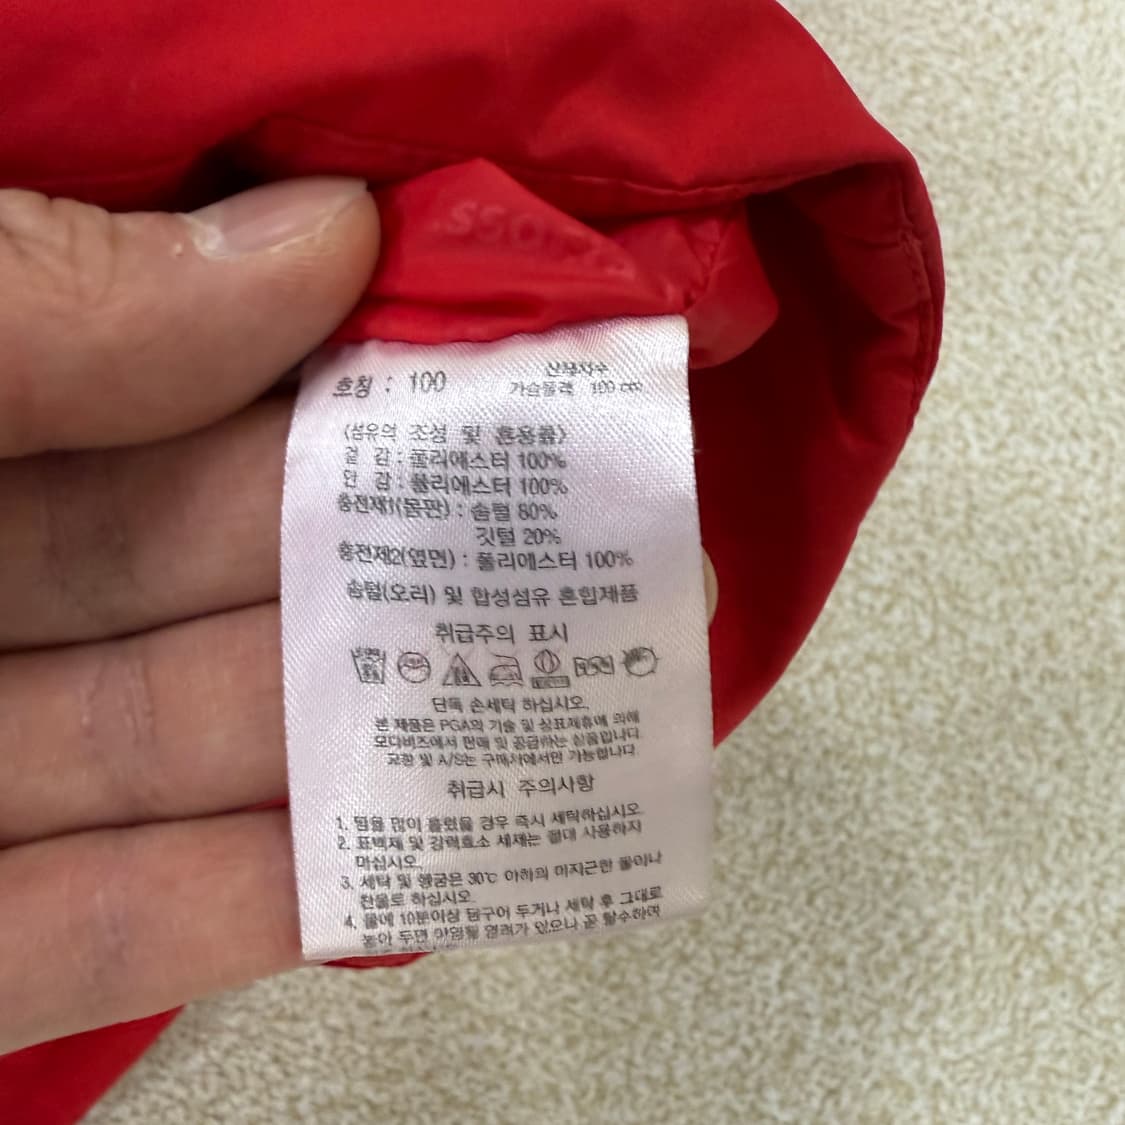 호칭 : 100
신체치수
가슴둘레 100 cm
<섬유의 조성 및 혼용률>
겉 감 : 폴리에스터 100%
안 감 : 폴리에스터 100%
충전재1(몸판) : 솜털 80%
깃털 20%
충전재2(옆면) : 폴리에스터 100%
솜털(오리) 및 합성섬유 혼합제품
취급주의 표시
단독 손세탁 하십시오.
본 제품은 PGA의 기술 및 상표제휴에 의해
모다비즈에서 판매 및 공급하는 상품입니다.
교환 및 A/S는 구매처에서만 가능합니다.
취급시 주의사항
1. 땀을 많이 흘렸을 경우 즉시 세탁하십시오.
2. 표백제 및 강력효소 세제는 절대 사용하지
마십시오.
3. 세탁 및 헹굼은 30℃ 이하의 미지근한 물이나
찬물로 하십시오.
4. 물에 10분이상 담구어 두거나 세탁 후 그대로
놓아 두면 이염될 염려가 있으니 곧 탈수하여